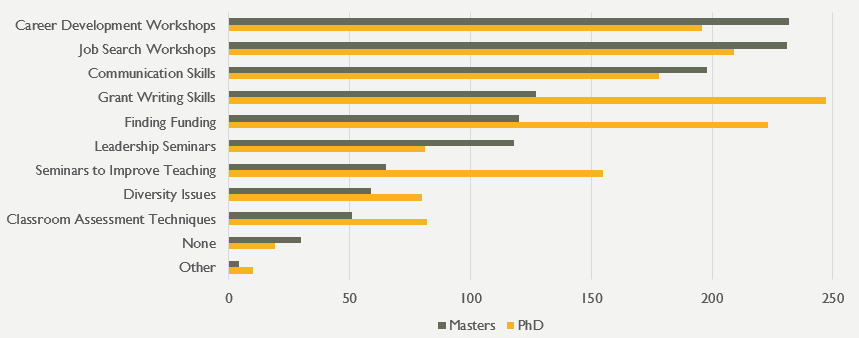 Career Development Workshops
Job Search Workshops
Communication Skills
Grant Writing Skills
Finding Funding
Leadership Seminars
Seminars to Improve Teaching
Diversity Issues
Classroom Assessment Techniques
None
Other
0 50 100 150 200 250
Masters PhD